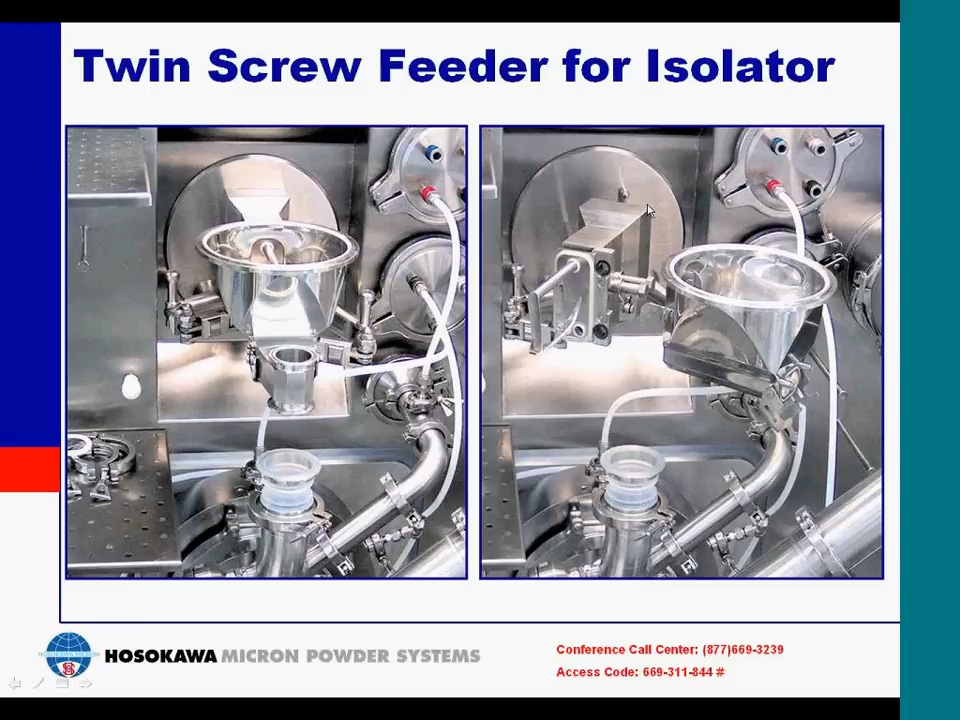 Twin Screw Feeder for Isolator
HOSOKAWA MICRON POWDER SYSTEMS
Conference Call Center: (877)669-3239
Access Code: 669-311-844 #